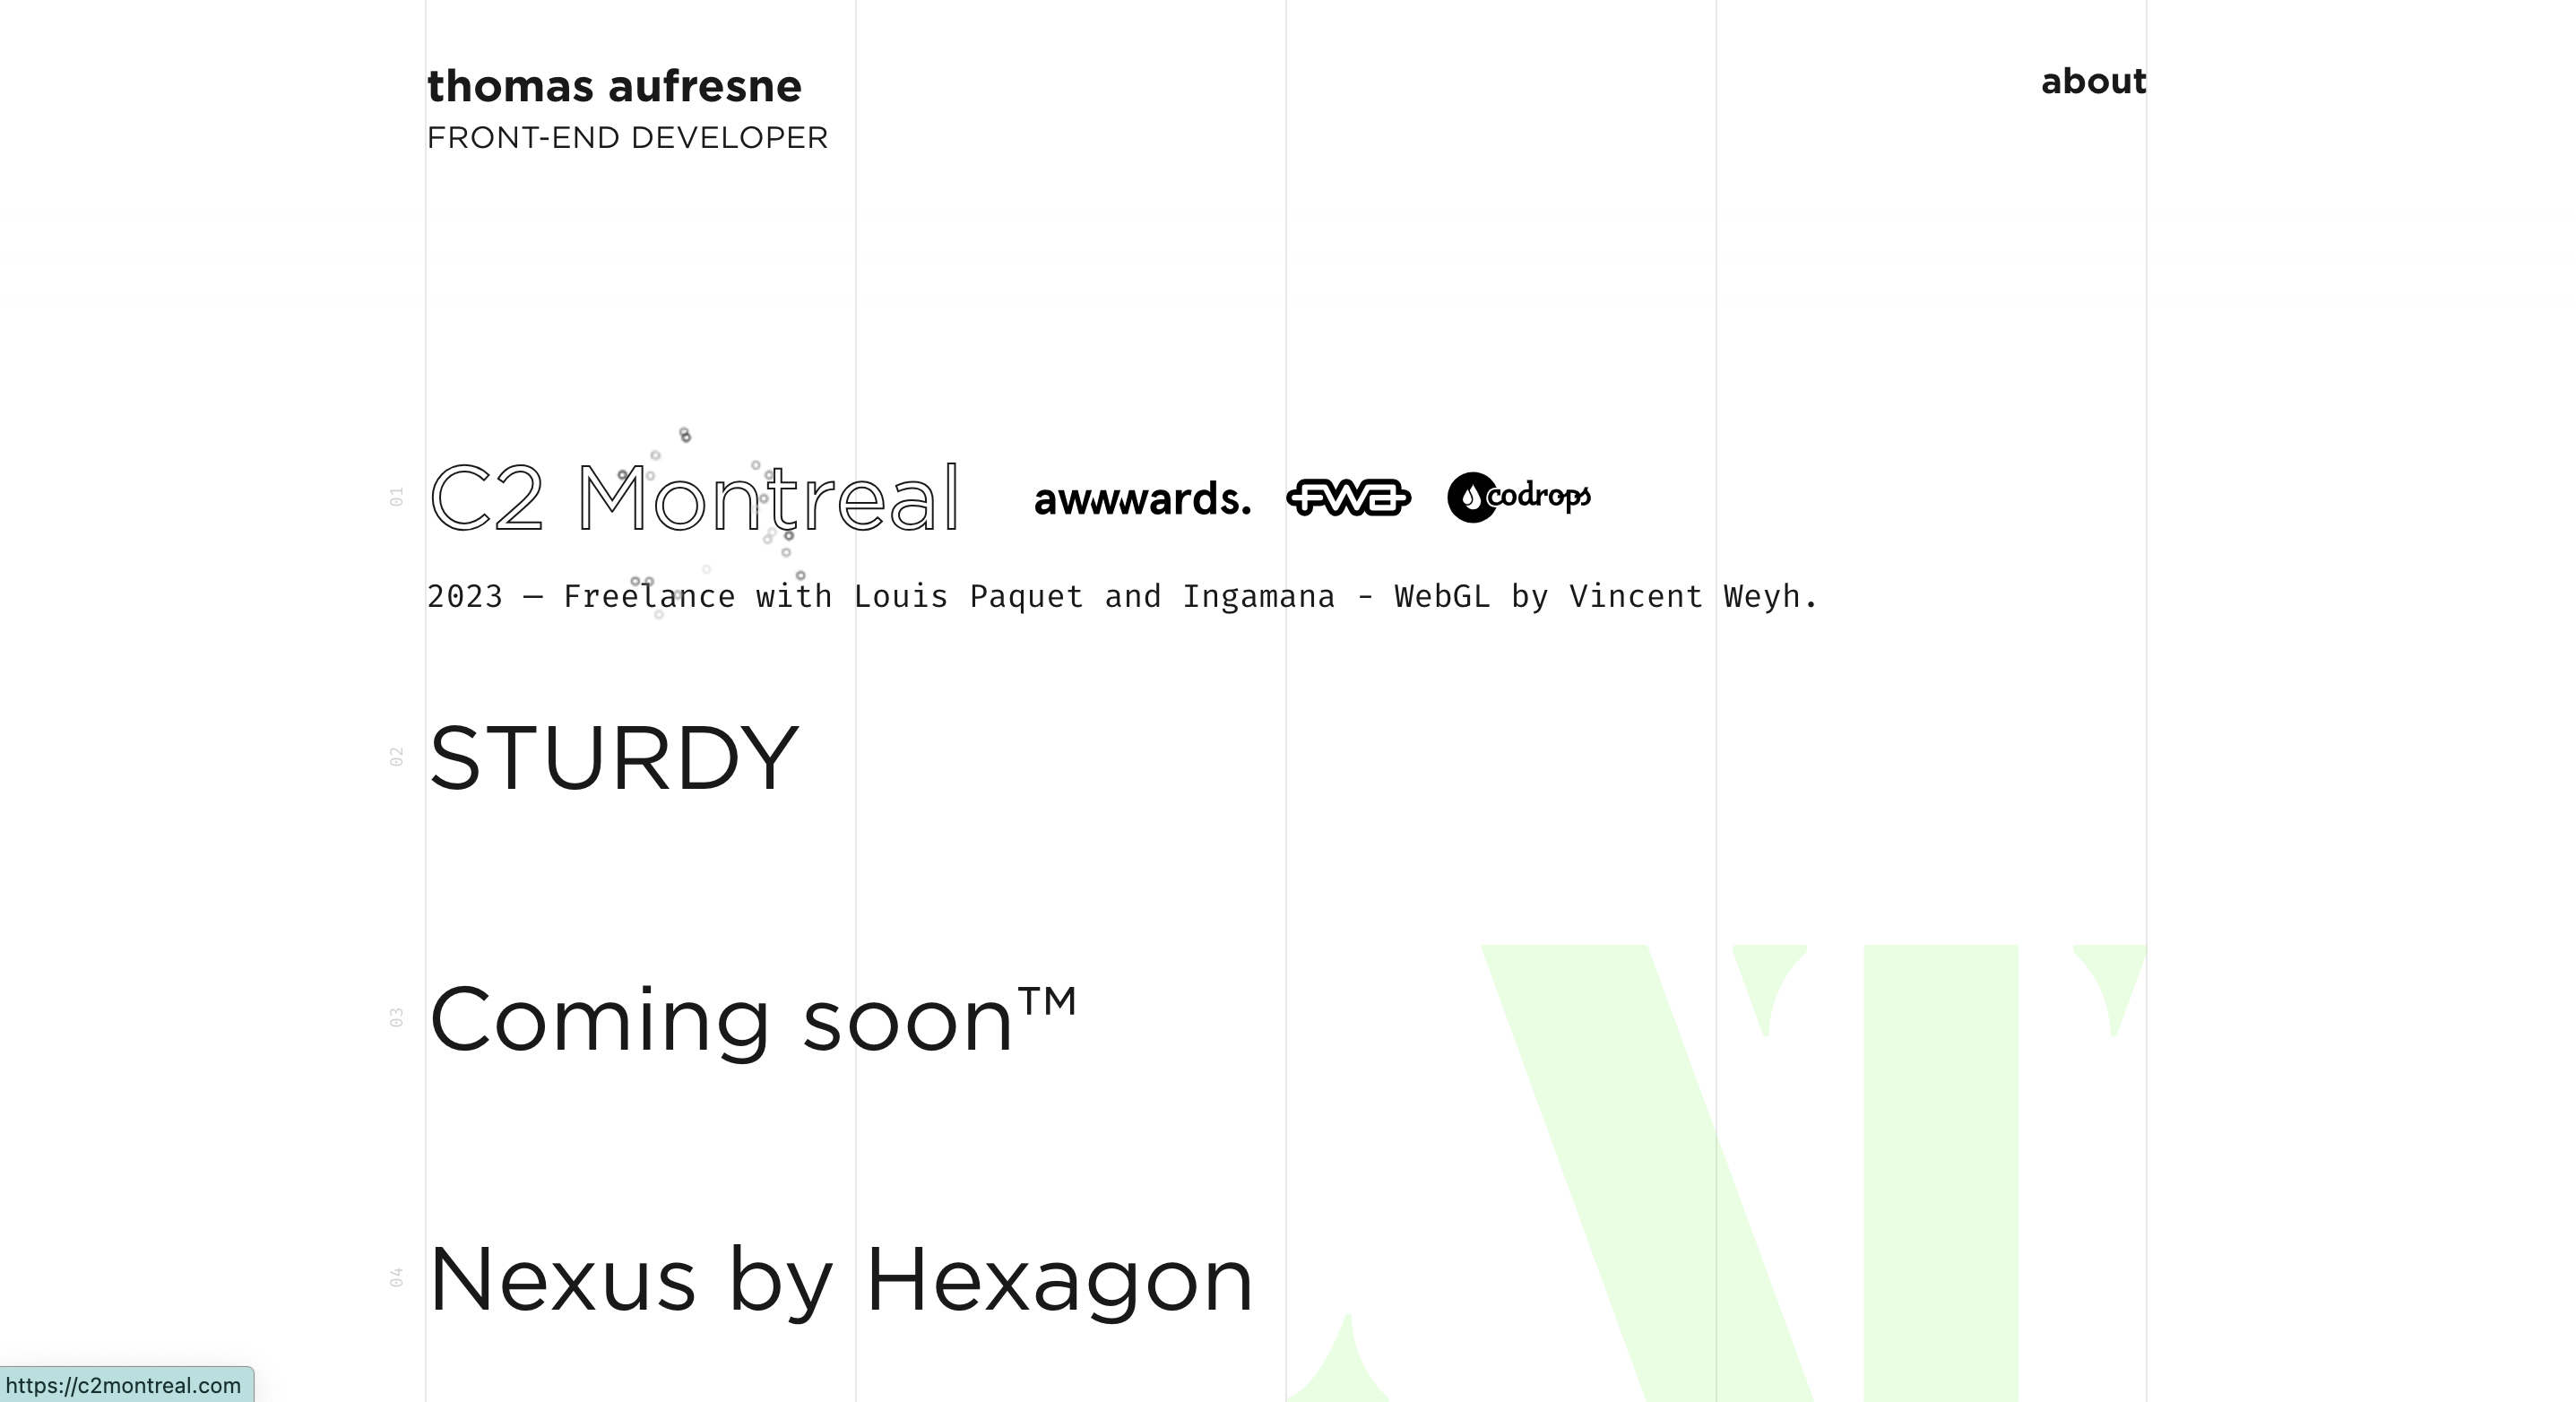 thomas aufresne
FRONT-END DEVELOPER
about
01
C2 Montreal
awwwards.
FWA
codrops
2023 — Freelance with Louis Paquet and Ingamana - WebGL by Vincent Weyh.
02
STURDY
03
Coming soon™
04
Nexus by Hexagon
https://c2montreal.com